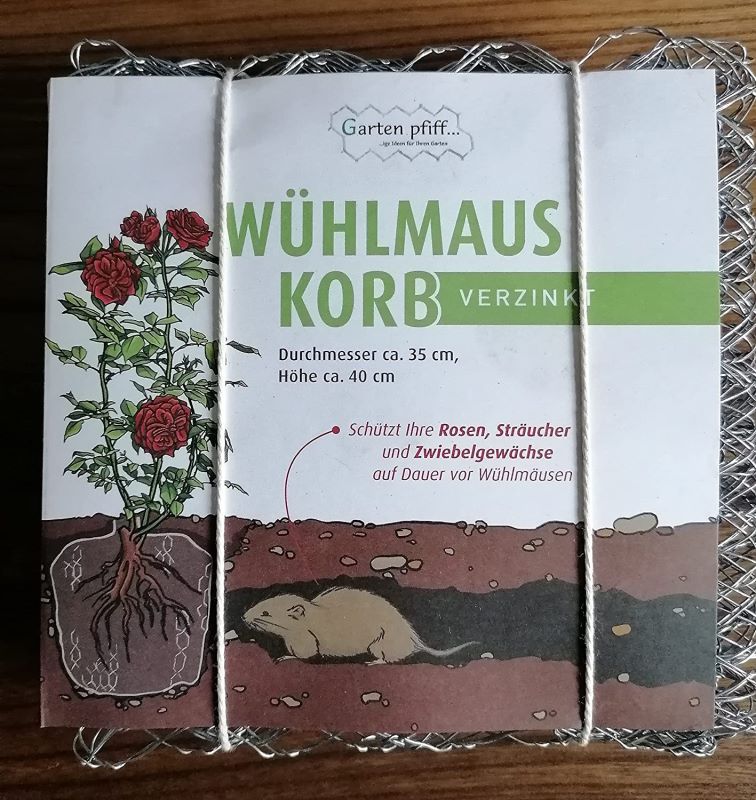 Garten pfiff...
...ige Ideen für Ihren Garten
WÜHLMAUS
KORB VERZINKT
Durchmesser ca. 35 cm,
Höhe ca. 40 cm
Schützt Ihre Rosen, Sträucher
und Zwiebelgewächse
auf Dauer vor Wühlmäusen